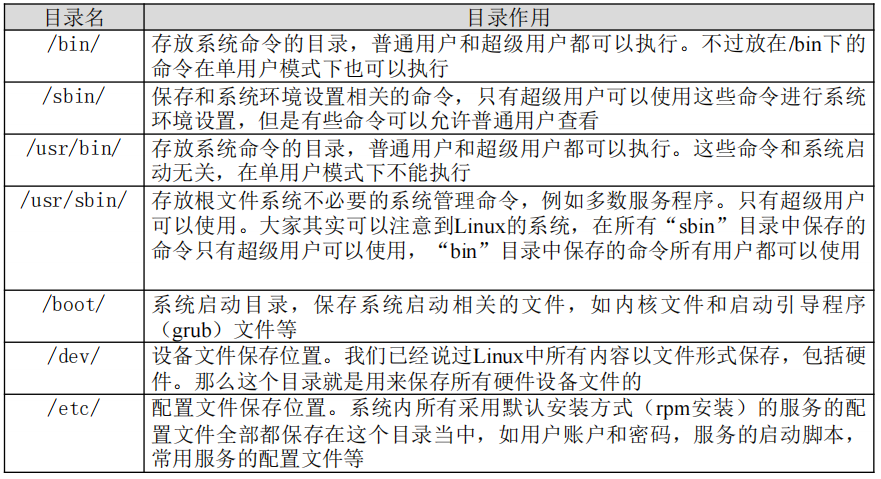 目录名 目录作用
/bin/ 存放系统命令的目录，普通用户和超级用户都可以执行。不过放在/bin下的
命令在单用户模式下也可以执行
/sbin/ 保存和系统环境设置相关的命令，只有超级用户可以使用这些命令进行系统
环境设置，但是有些命令可以允许普通用户查看
/usr/bin/ 存放系统命令的目录，普通用户和超级用户都可以执行。这些命令和系统启
动无关，在单用户模式下不能执行
/usr/sbin/ 存放根文件系统不必要的系统管理命令，例如多数服务程序。只有超级用户
可以使用。大家其实可以注意到Linux的系统，在所有“sbin”目录中保存的
命令只有超级用户可以使用，“bin”目录中保存的命令所有用户都可以使用
/boot/ 系统启动目录，保存系统启动相关的文件，如内核文件和启动引导程序
（grub）文件等
/dev/ 设备文件保存位置。我们已经说过Linux中所有内容以文件形式保存，包括硬
件。那么这个目录就是用来保存所有硬件设备文件的
/etc/ 配置文件保存位置。系统内所有采用默认安装方式（rpm安装）的服务的配
置文件全部都保存在这个目录当中，如用户账户和密码，服务的启动脚本，
常用服务的配置文件等